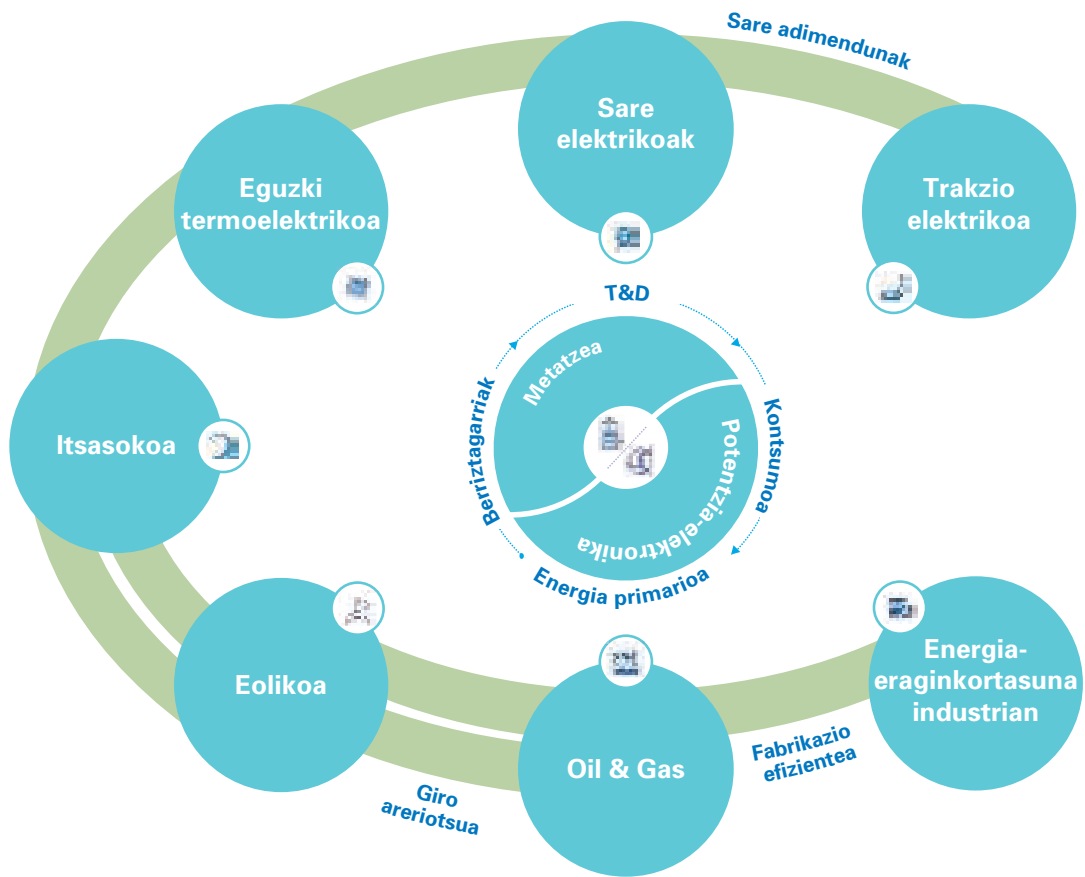 Sare adimendunak
Sare
elektrikoak
Eguzki
termoelektrikoa
Trakzio
elektrikoa
T&D
Metatzea
Berriztagarriak
Kontsumoa
Itsasokoa
Potentzia-elektronika
Energia primarioa
Eolikoa
Energia-
eraginkortasuna
industrian
Oil & Gas
Fabrikazio
efizientea
Giro
areriotsua